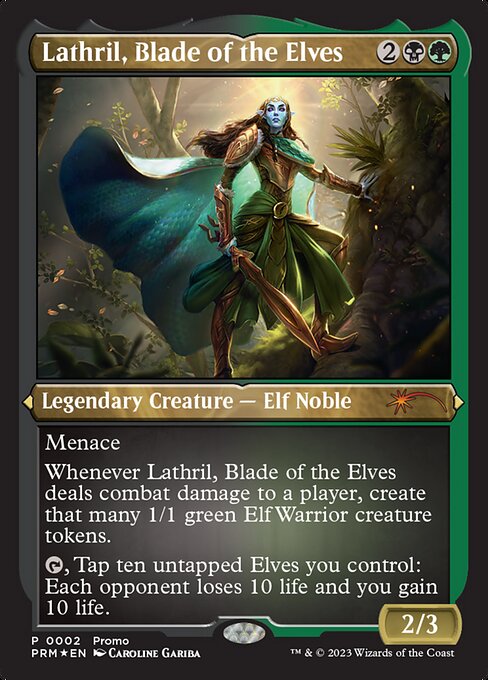 Lathril, Blade of the Elves 2
Legendary Creature — Elf Noble
Menace
Whenever Lathril, Blade of the Elves
deals combat damage to a player, create
that many 1/1 green Elf Warrior creature
tokens.
, Tap ten untapped Elves you control:
Each opponent loses 10 life and you gain
10 life.
2/3
P 0002 Promo
PRM★EN Caroline Gariba
™ & © 2023 Wizards of the Coast